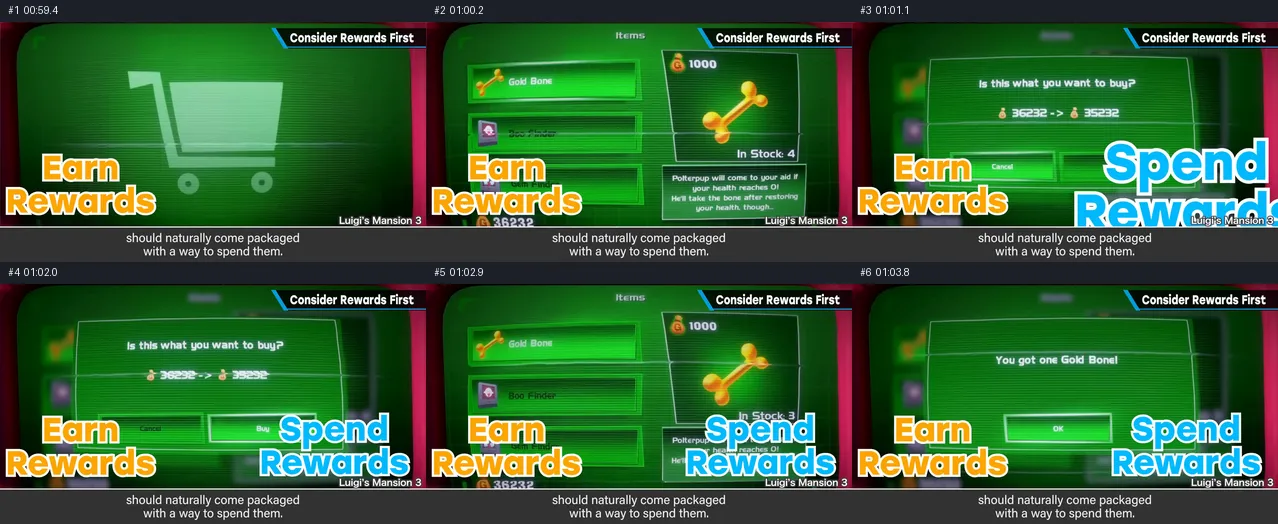 #1 00:59.4
Consider Rewards First
Earn
Rewards
Luigi's Mansion 3
should naturally come packaged
with a way to spend them.
#2 01:00.2
Items
Consider Rewards First
Gold Bone
1000
Boo Finder
In Stock: 4
Polterpup will come to your aid if
your health reaches 0!
He'll take the bone after restoring
your health, though...
36232
Earn
Rewards
Luigi's Mansion 3
should naturally come packaged
with a way to spend them.
#3 01:01.1
Consider Rewards First
Is this what you want to buy?
36232 -> 35232
Cancel
Earn
Rewards
Spend
Rewards
Luigi's Mansion 3
should naturally come packaged
with a way to spend them.
#4 01:02.0
Consider Rewards First
Is this what you want to buy?
36232 -> 35232
Cancel
Buy
Earn
Rewards
Spend
Rewards
Luigi's Mansion 3
should naturally come packaged
with a way to spend them.
#5 01:02.9
Items
Consider Rewards First
Gold Bone
1000
Boo Finder
In Stock: 3
36232
Earn
Rewards
Spend
Rewards
Luigi's Mansion 3
should naturally come packaged
with a way to spend them.
#6 01:03.8
Consider Rewards First
You got one Gold Bone!
OK
Earn
Rewards
Spend
Rewards
Luigi's Mansion 3
should naturally come packaged
with a way to spend them.